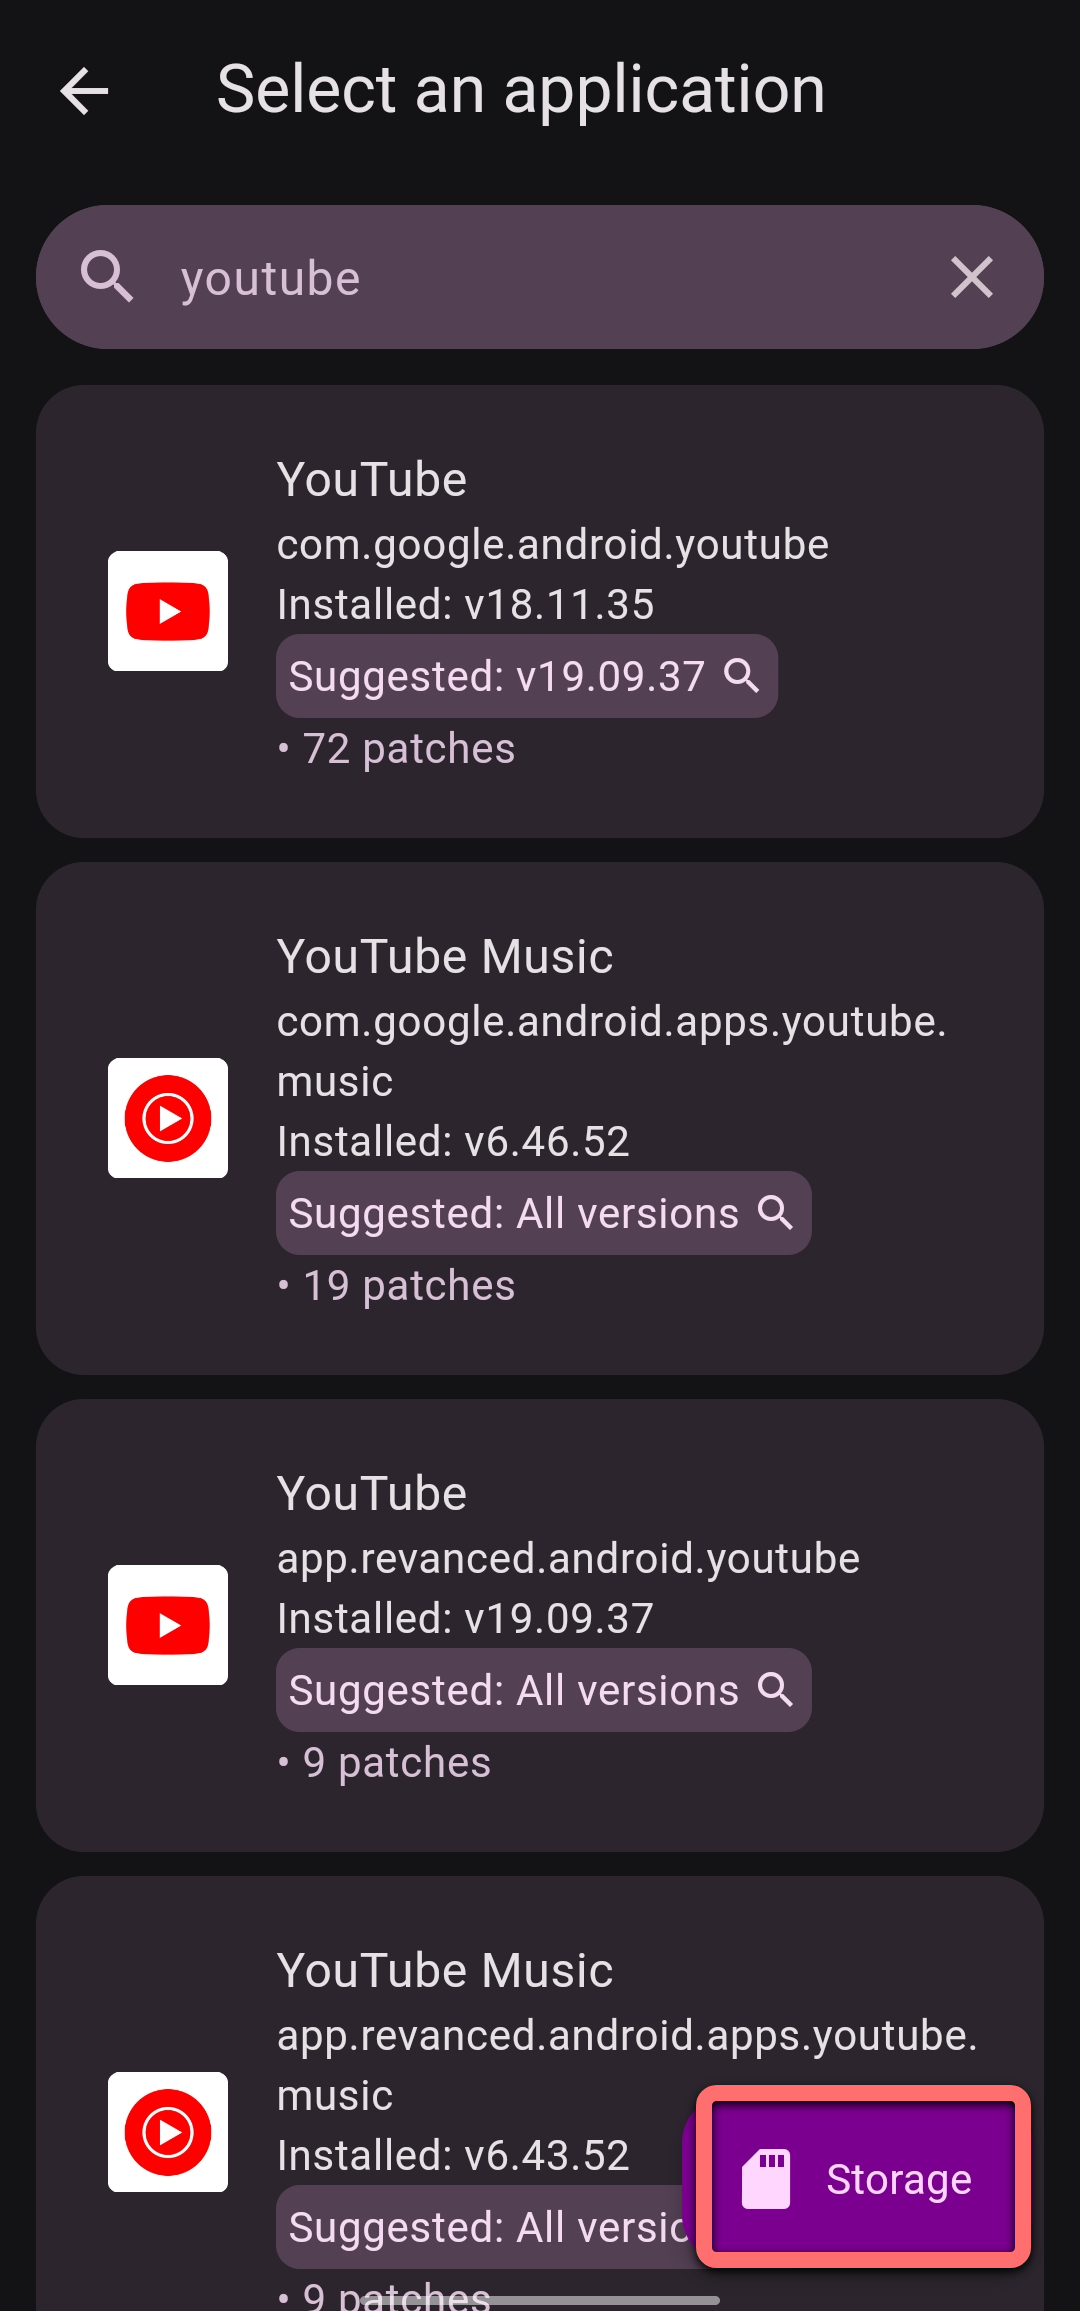 Select an application
youtube
YouTube
com.google.android.youtube
Installed: v18.11.35
Suggested: v19.09.37
• 72 patches
YouTube Music
com.google.android.apps.youtube.
music
Installed: v6.46.52
Suggested: All versions
• 19 patches
YouTube
app.revanced.android.youtube
Installed: v19.09.37
Suggested: All versions
• 9 patches
YouTube Music
app.revanced.android.apps.youtube.
music
Installed: v6.43.52
Storage
Suggested: All versio
• 9 patches